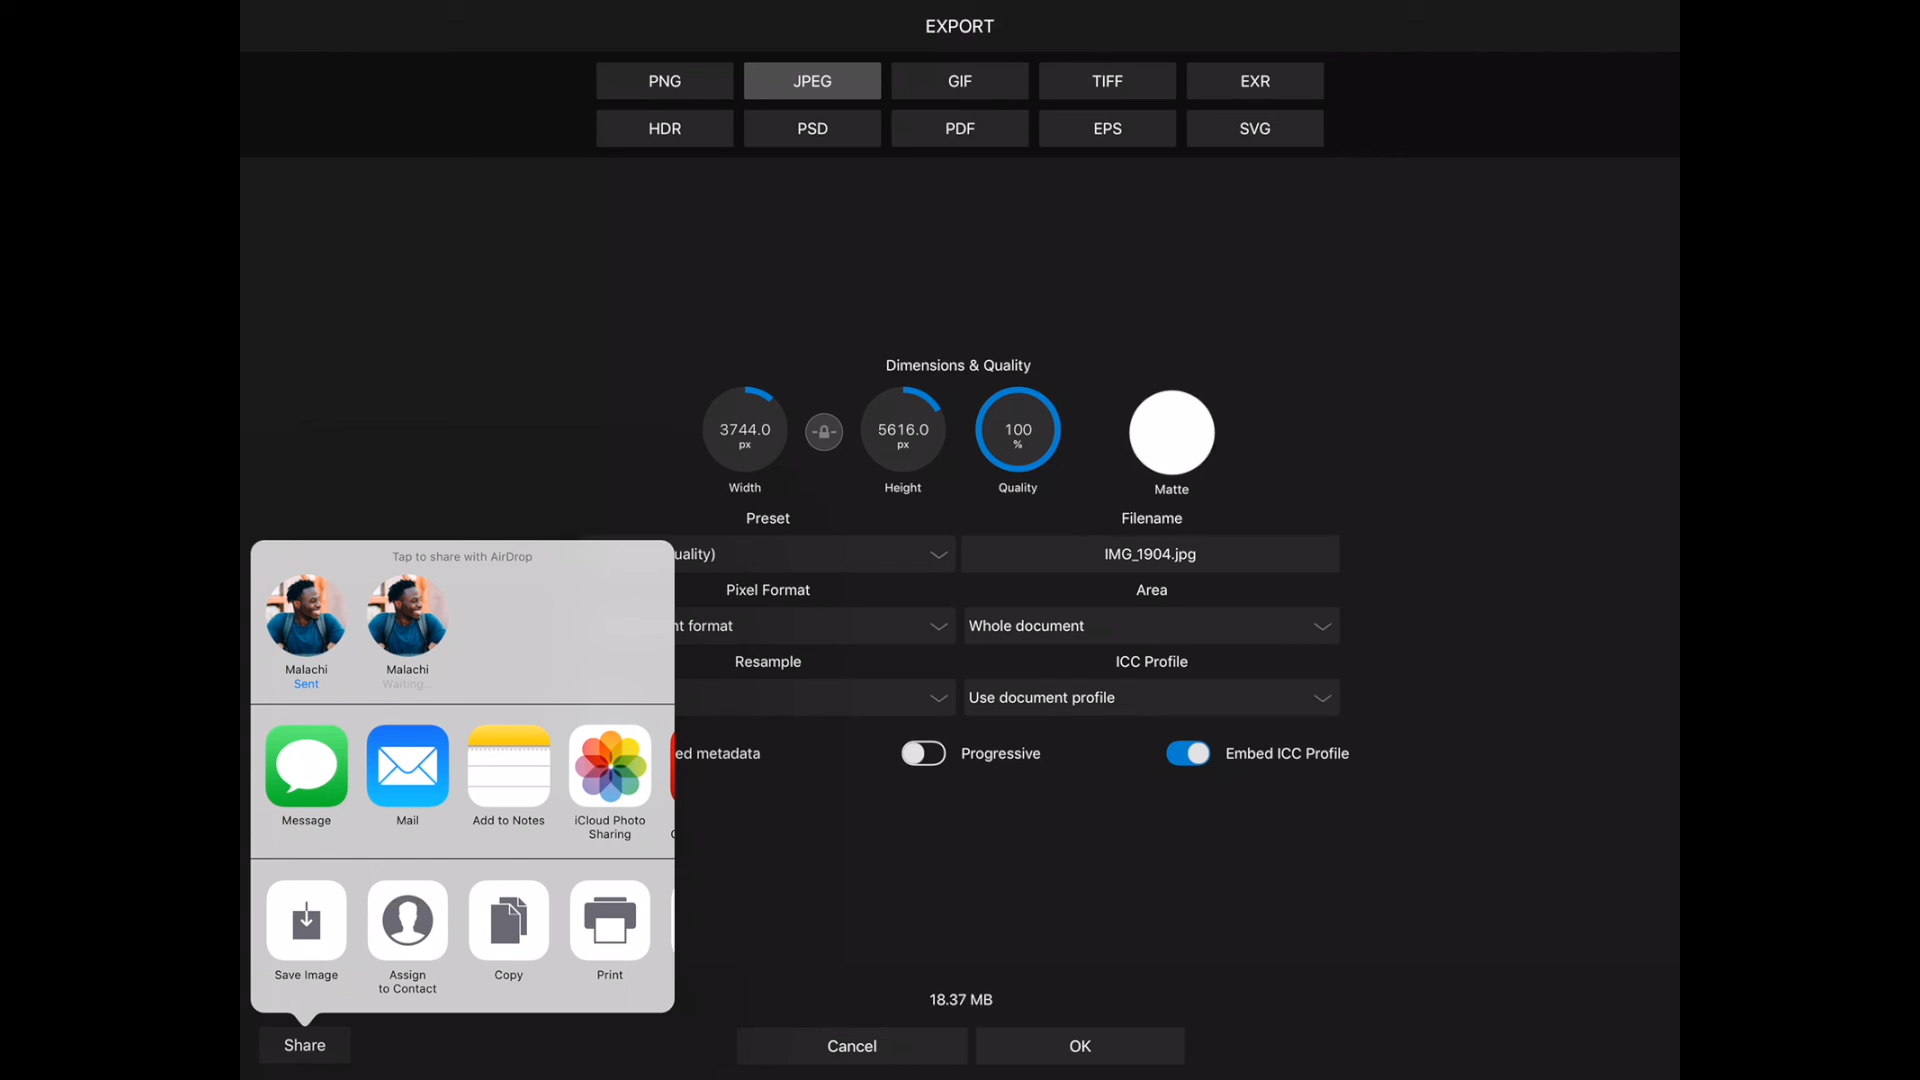 EXPORT
PNG
JPEG
GIF
TIFF
EXR
HDR
PSD
PDF
EPS
SVG
Dimensions & Quality
3744.0
px
5616.0
px
100
%
Width
Height
Quality
Matte
Preset
Filename
uality)
IMG_1904.jpg
Pixel Format
Area
nt format
Whole document
Resample
ICC Profile
Use document profile
ed metadata
Progressive
Embed ICC Profile
Tap to share with AirDrop
Malachi
Sent
Malachi
Waiting...
Message
Mail
Add to Notes
iCloud Photo
Sharing
Save Image
Assign
to Contact
Copy
Print
18.37 MB
Share
Cancel
OK